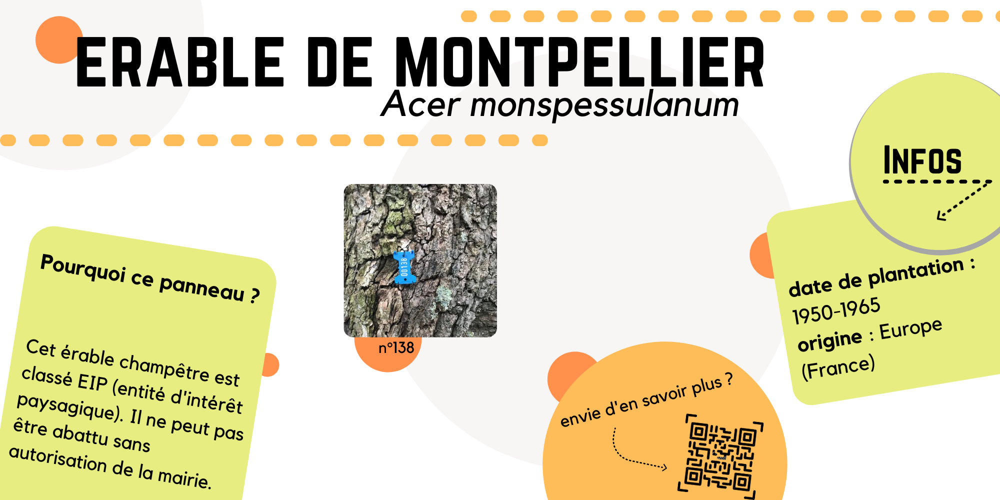 ERABLE DE MONTPELLIER
Acer monspessulanum
INFOS
Pourquoi ce panneau ?
Cet érable champêtre est
classé EIP (entité d'intérêt
paysagique). Il ne peut pas
être abattu sans
autorisation de la mairie.
00138
n°138
envie d'en savoir plus ?
date de plantation :
1950-1965
origine : Europe
(France)